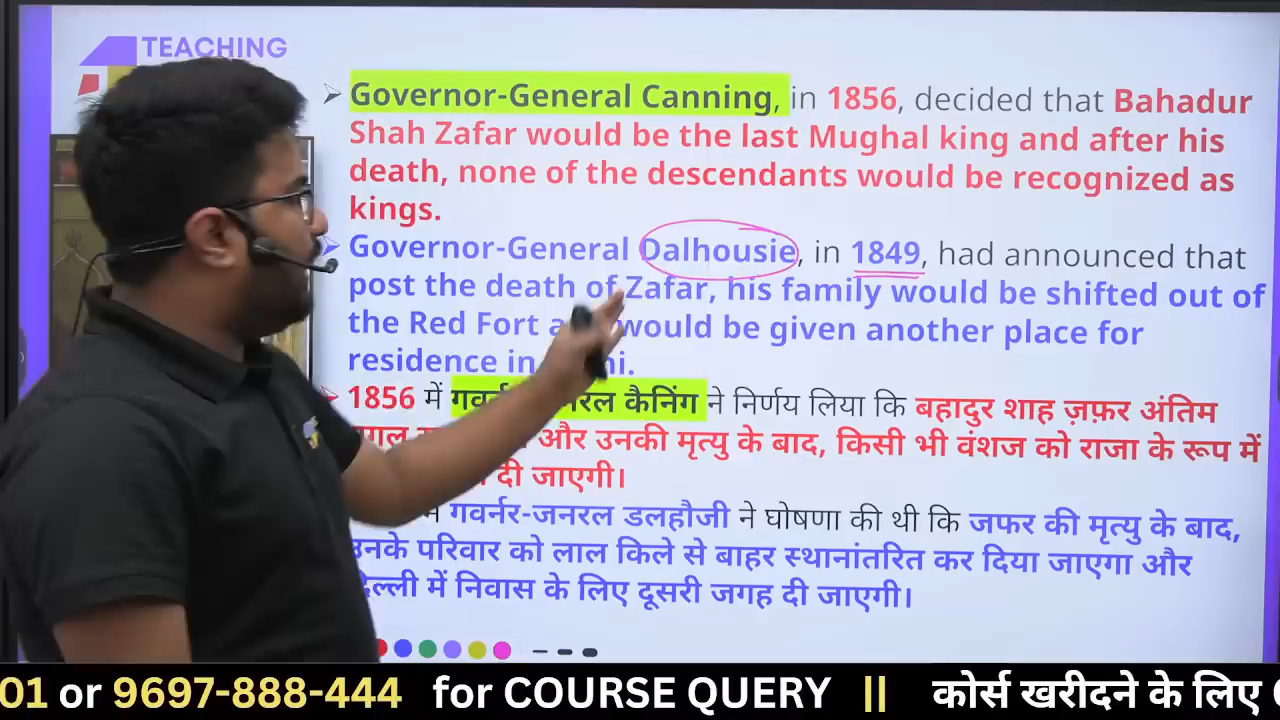 TEACHING
➢ Governor-General Canning, in 1856, decided that Bahadur
Shah Zafar would be the last Mughal king and after his
death, none of the descendants would be recognized as
kings.
Governor-General Dalhousie, in 1849, had announced that
post the death of Zafar, his family would be shifted out of
the Red Fort would be given another place for
residence in
1856 में कैनिंग ने निर्णय लिया कि बहादुर शाह ज़फ़र अंतिम
और उनकी मृत्यु के बाद, किसी भी वंशज को राजा के रूप में
दी जाएगी।
गवर्नर-जनरल डलहौजी ने घोषणा की थी कि जफर की मृत्यु के बाद,
उनके परिवार को लाल किले से बाहर स्थानांतरित कर दिया जाएगा और
दिल्ली में निवास के लिए दूसरी जगह दी जाएगी।
01 or 9697-888-444 for COURSE QUERY || कोर्स खरीदने के लिए